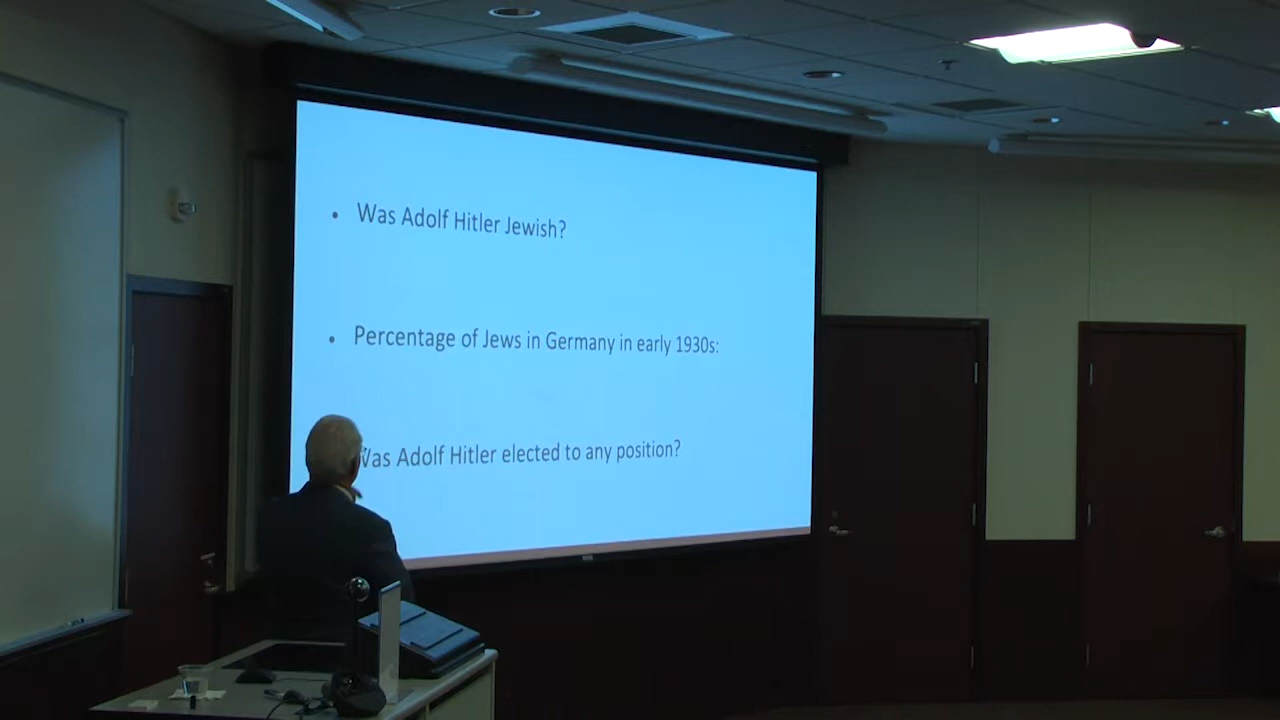 • Was Adolf Hitler Jewish?
• Percentage of Jews in Germany in early 1930s:
Was Adolf Hitler elected to any position?